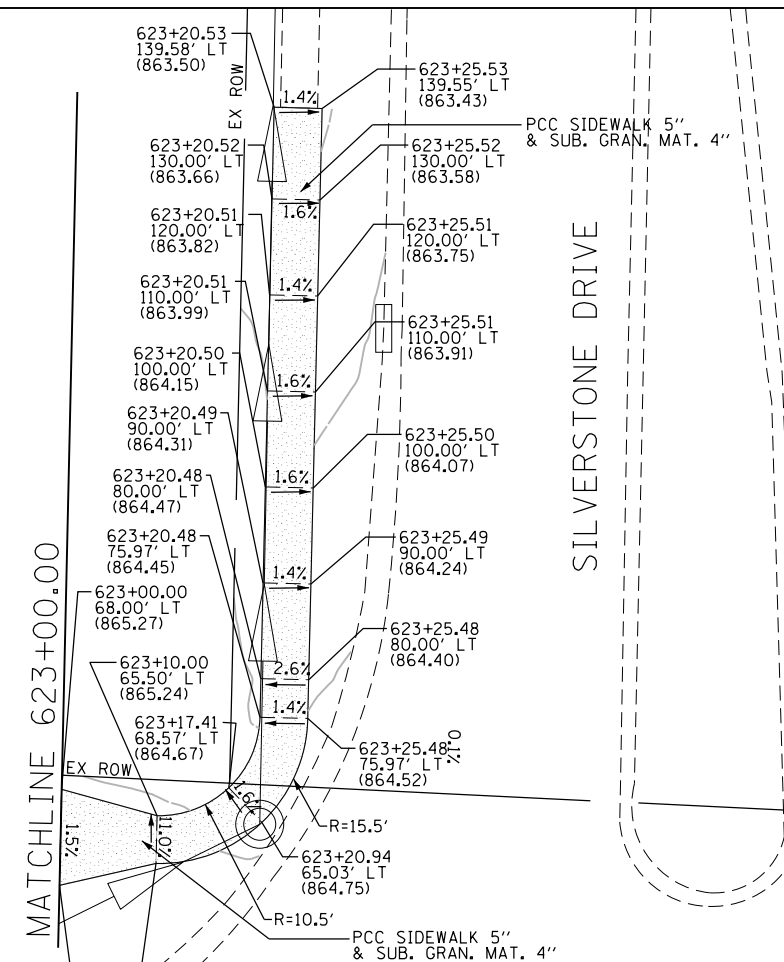 623+20.53
139.58' LT
(863.50)
EX ROW
1.4%
623+25.53
139.55' LT
(863.43)
PCC SIDEWALK 5''
& SUB. GRAN. MAT. 4''
623+20.52
130.00' LT
(863.66)
623+25.52
130.00' LT
(863.58)
1.6%
623+20.51
120.00' LT
(863.82)
623+25.51
120.00' LT
(863.75)
1.4%
623+20.51
110.00' LT
(863.99)
623+25.51
110.00' LT
(863.91)
1.6%
623+20.50
100.00' LT
(864.15)
623+25.50
100.00' LT
(864.07)
1.6%
623+20.49
90.00' LT
(864.31)
623+25.49
90.00' LT
(864.24)
1.4%
623+20.48
80.00' LT
(864.47)
623+25.48
80.00' LT
(864.40)
2.6%
623+20.48
75.97' LT
(864.45)
623+25.48
75.97' LT
(864.52)
1.4%
0.1%
623+00.00
68.00' LT
(865.27)
623+10.00
65.50' LT
(865.24)
623+17.41
68.57' LT
(864.67)
EX ROW
1.6%
R=15.5'
623+20.94
65.03' LT
(864.75)
1.5%
11.0%
R=10.5'
PCC SIDEWALK 5''
& SUB. GRAN. MAT. 4''
MATCHLINE 623+00.00
SILVERSTONE DRIVE